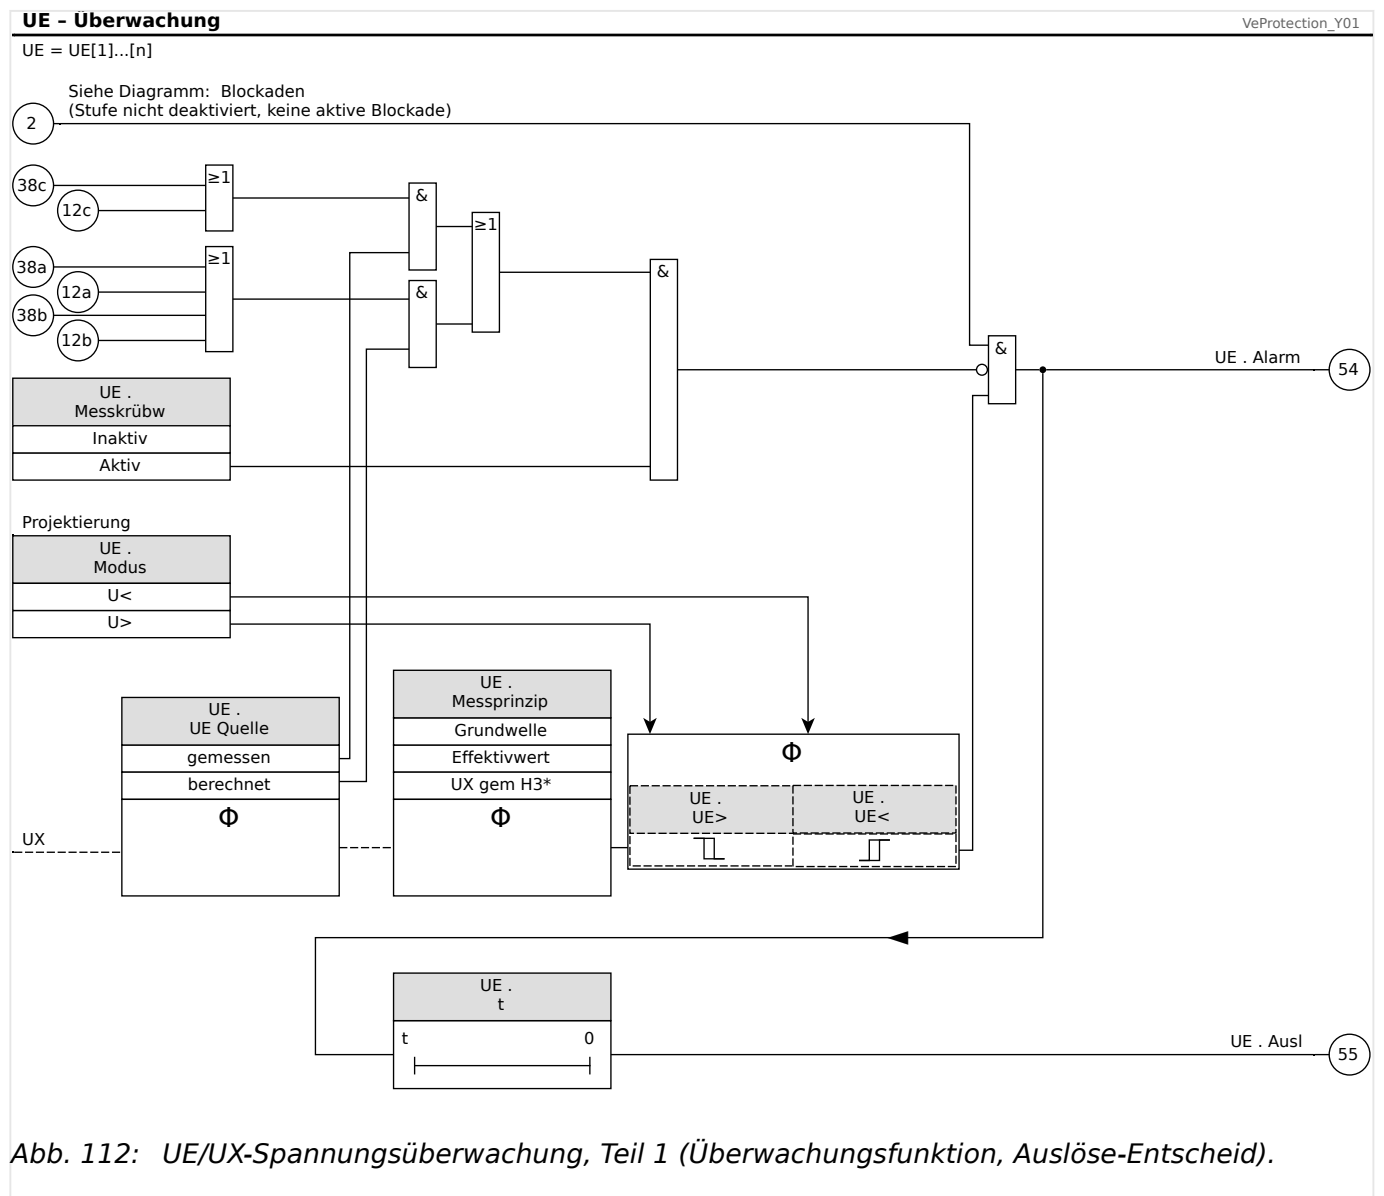 UE – Überwachung
VeProtection_Y01
UE = UE[1]...[n]
Siehe Diagramm: Blockaden
(Stufe nicht deaktiviert, keine aktive Blockade)
2
38c
≥1
12c
&
≥1
38a
≥1
12a
&
&
38b
12b
&
UE . Alarm
54
UE .
Messkrübw
Inaktiv
Aktiv
Projektierung
UE .
Modus
U<
U>
UE .
UE Quelle
gemessen
berechnet
Φ
UX
UE .
Messprinzip
Grundwelle
Effektivwert
UX gem H3*
Φ
Φ
UE .
UE>
UE .
UE<
UE .
t
t
0
UE . Ausl
55
Abb. 112: UE/UX-Spannungsüberwachung, Teil 1 (Überwachungsfunktion, Auslöse-Entscheid).